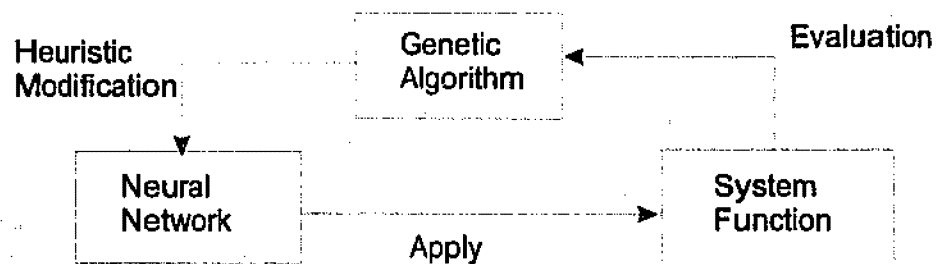 Heuristic
Modification
Genetic
Algorithm
Evaluation
Neural
Network
Apply
System
Function